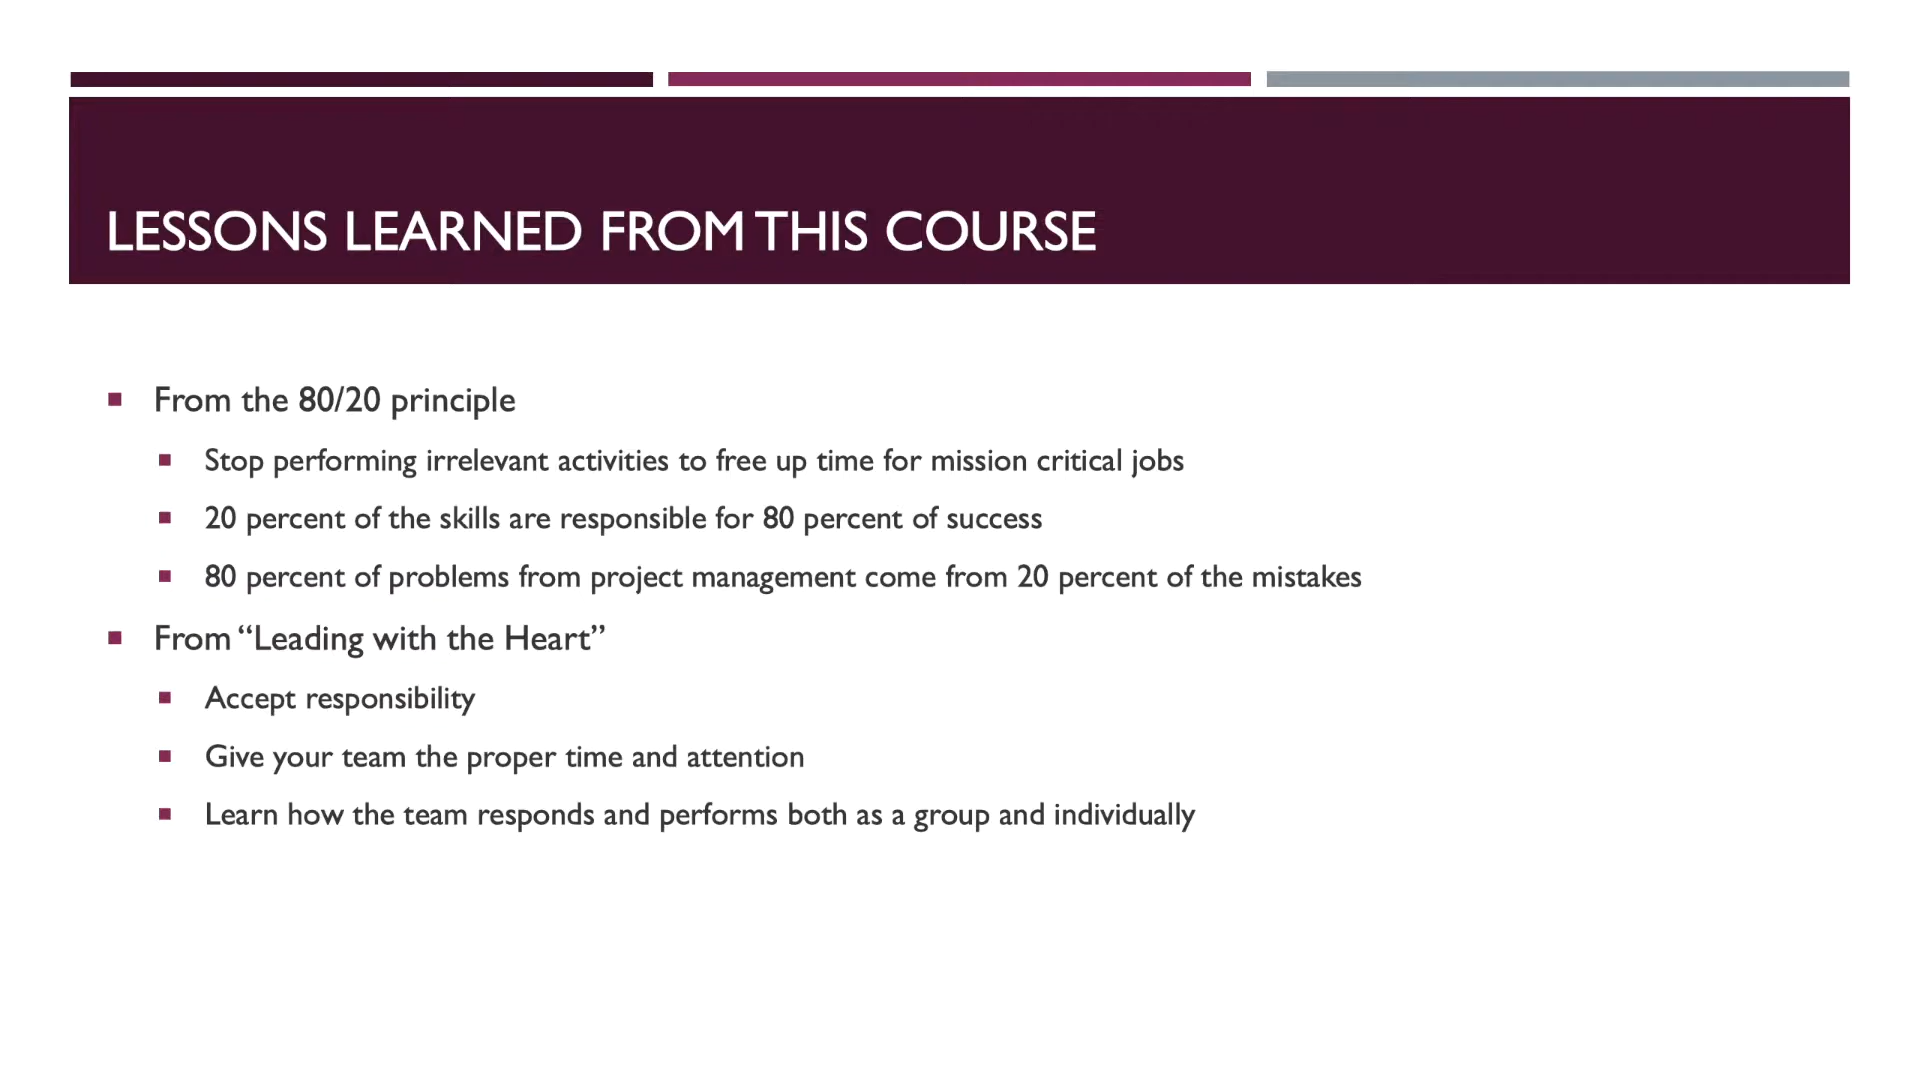 LESSONS LEARNED FROM THIS COURSE
From the 80/20 principle
Stop performing irrelevant activities to free up time for mission critical jobs
20 percent of the skills are responsible for 80 percent of success
80 percent of problems from project management come from 20 percent of the mistakes
From “Leading with the Heart”
Accept responsibility
Give your team the proper time and attention
Learn how the team responds and performs both as a group and individually